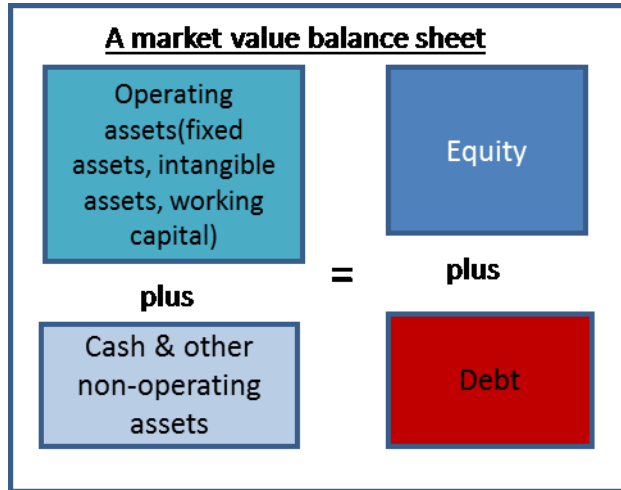 A market value balance sheet
Operating
assets(fixed
assets, intangible
assets, working
capital)
plus
Cash & other
non-operating
assets
=
Equity
plus
Debt